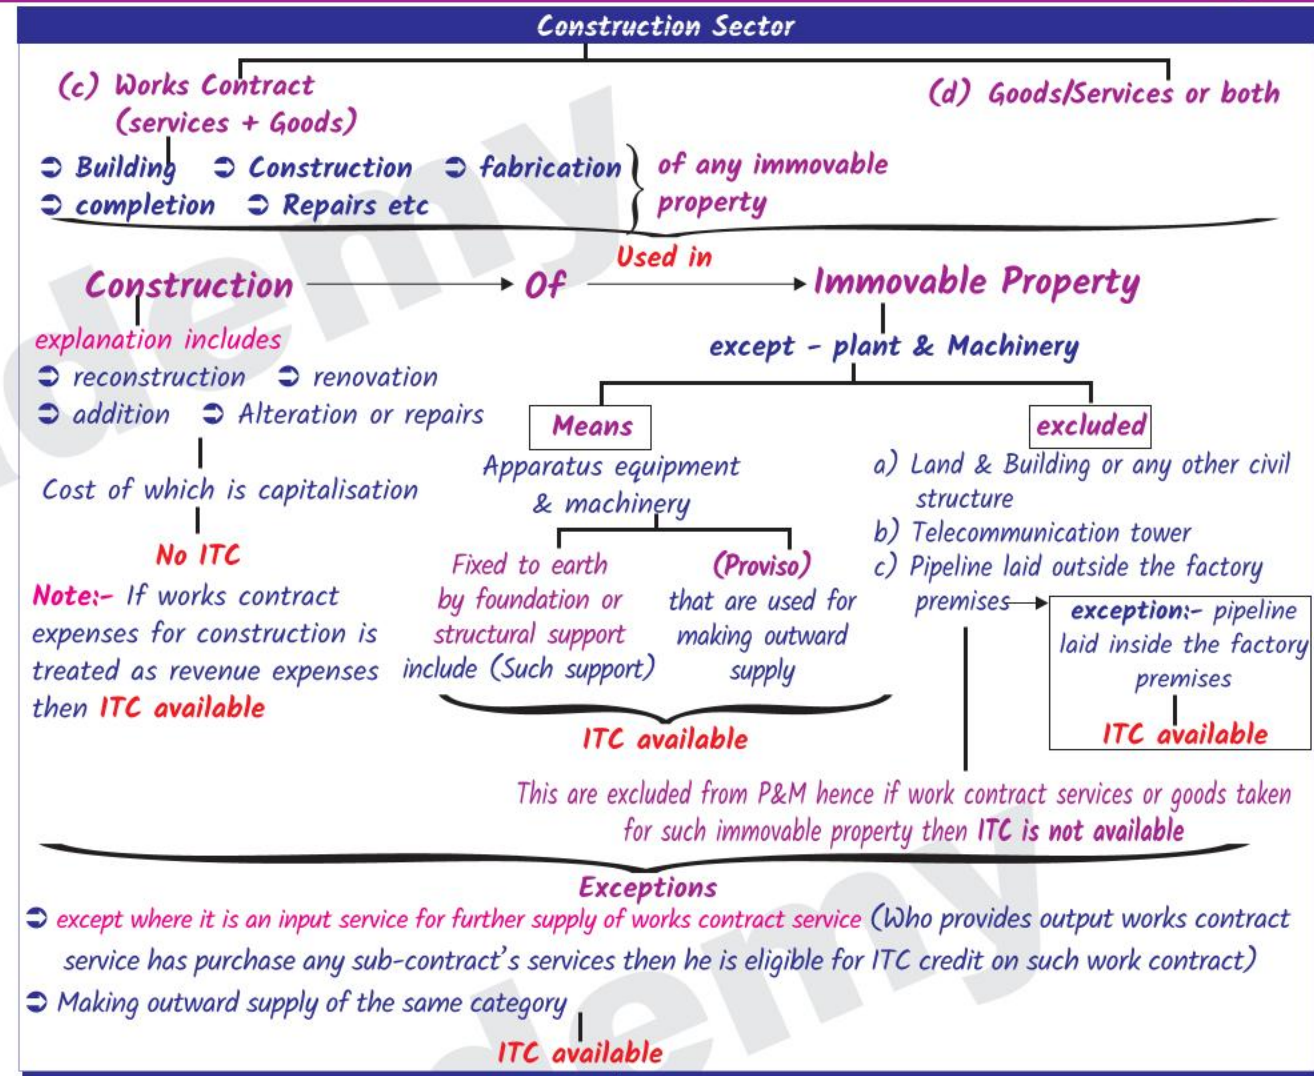 Construction Sector
(c) Works Contract
(services + Goods)
(d) Goods/Services or both
➲ Building ➲ Construction ➲ fabrication
➲ completion ➲ Repairs etc
of any immovable
property
Used in
Construction Of Immovable Property
explanation includes
➲ reconstruction ➲ renovation
➲ addition ➲ Alteration or repairs
Cost of which is capitalisation
No ITC
Note:- If works contract
expenses for construction is
treated as revenue expenses
then ITC available
except - plant & Machinery
Means
Apparatus equipment
& machinery
Fixed to earth
by foundation or
structural support
include (Such support)
(Proviso)
that are used for
making outward
supply
ITC available
excluded
a) Land & Building or any other civil
structure
b) Telecommunication tower
c) Pipeline laid outside the factory
premises
exception:- pipeline
laid inside the factory
premises
ITC available
This are excluded from P&M hence if work contract services or goods taken
for such immovable property then ITC is not available
Exceptions
➲ except where it is an input service for further supply of works contract service (Who provides output works contract
service has purchase any sub-contract's services then he is eligible for ITC credit on such work contract)
➲ Making outward supply of the same category
ITC available
demy
demy